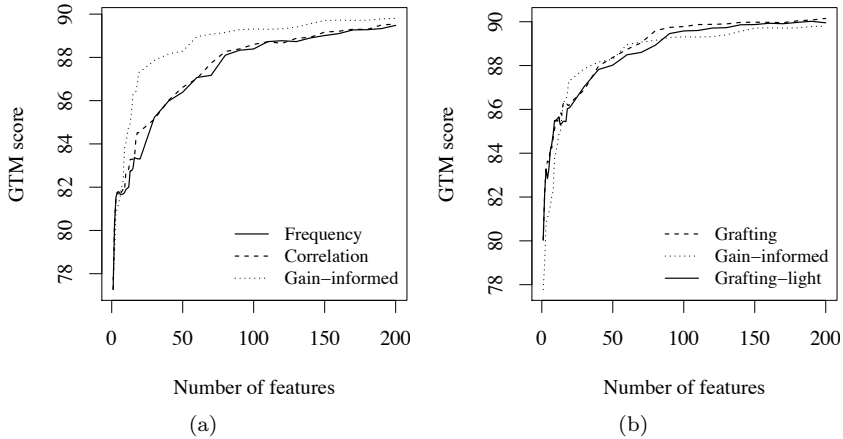 90
88
86
84
82
80
78
GTM score
Frequency
Correlation
Gain−informed
0 50 100 150 200
Number of features
(a)
90
88
86
84
82
80
78
GTM score
Grafting
Gain−informed
Grafting−light
0 50 100 150 200
Number of features
(b)